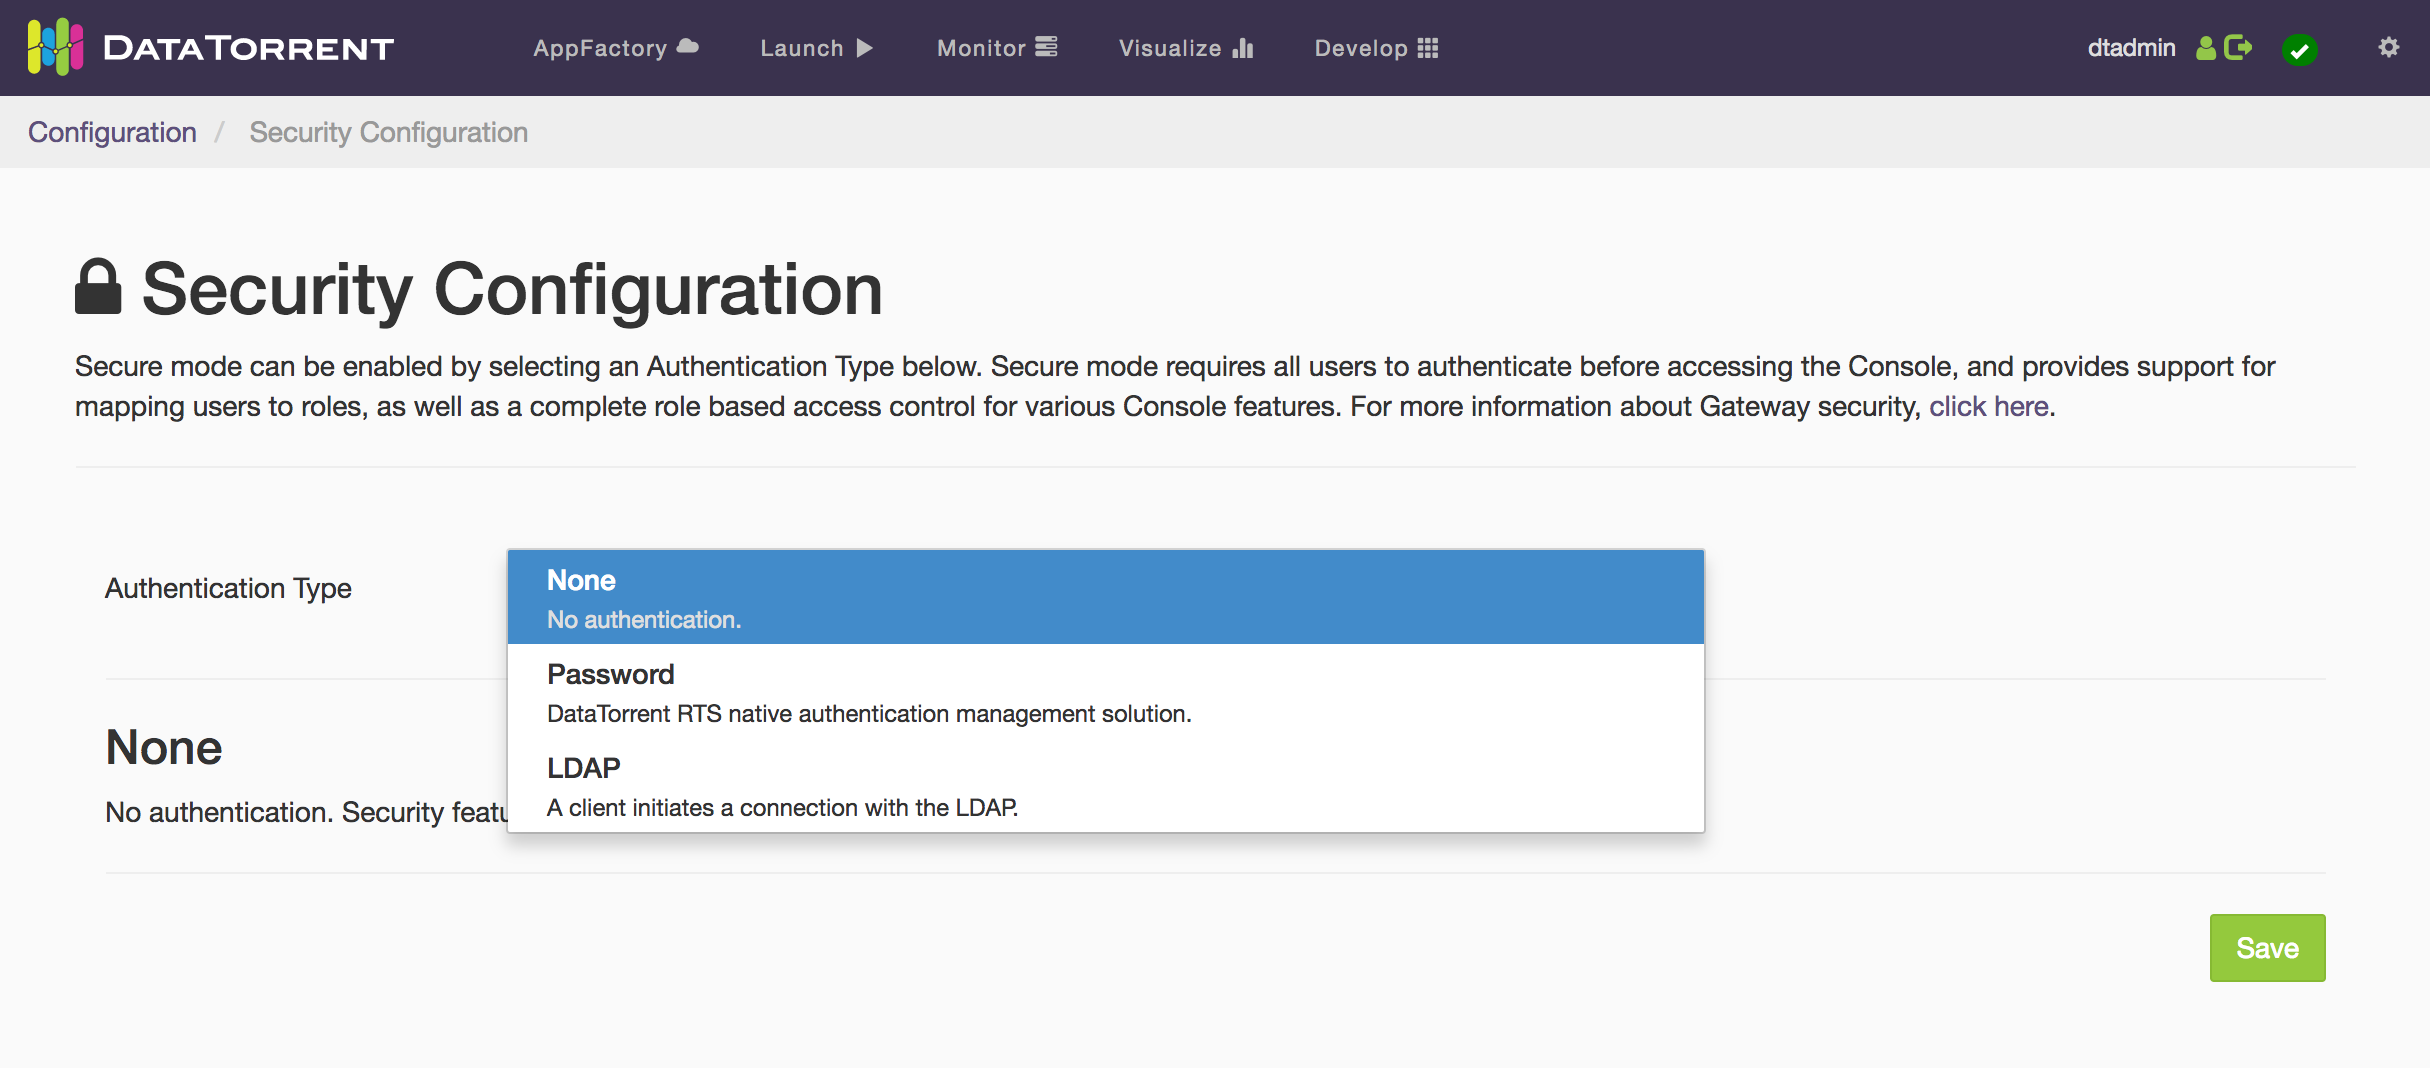 DATATORRENT
AppFactory
Launch
Monitor
Visualize
Develop
dtadmin
Configuration / Security Configuration
Security Configuration
Secure mode can be enabled by selecting an Authentication Type below. Secure mode requires all users to authenticate before accessing the Console, and provides support for
mapping users to roles, as well as a complete role based access control for various Console features. For more information about Gateway security, click here.
Authentication Type
None
No authentication.
Password
DataTorrent RTS native authentication management solution.
LDAP
A client initiates a connection with the LDAP.
None
No authentication. Security
Save